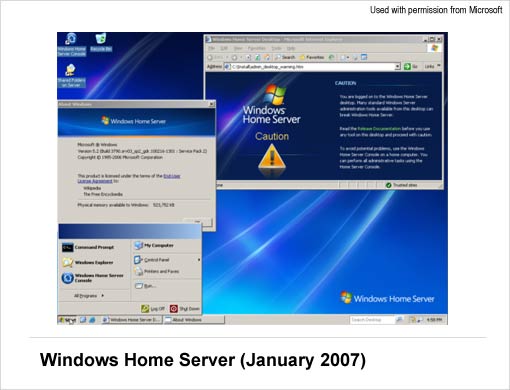 Used with permission from Microsoft
Windows Home Server Console
Recycle Bin
Shared Folders on Server
Windows Home Server Desktop - Microsoft Internet Explorer
File Edit View Favorites Tools Help
Back Search Favorites
Address C:\install\admin_desktop_warning.htm Go Links
Windows Home Server
Caution
CAUTION
You are logged on to the Windows Home Server
desktop. Many standard Windows Server
administration tools available from this desktop can
break Windows Home Server.
Read the Release Documentation before you use
any tool on this desktop and proceed with caution.
To avoid potential problems, use the Windows
Home Server Console on a home computer. You
can perform all administrative tasks using the
Home Server Console.
Trusted sites
About Windows
Windows Home Server
Microsoft ® Windows
Version 5.2 (Build 3790.srv03_sp2_gdr.100216-1301 : Service Pack 2)
Copyright © 1985-2006 Microsoft Corporation
This product is licensed under the terms of the End-User
License Agreement to:
Wikipedia
The Free Encyclopedia
Physical memory available to Windows:
Command Prompt
Windows Explorer
Windows Home Server Console
All Programs
My Computer
Control Panel
Printers and Faxes
Run...
Log Off Shut Down
Windows Home Server
Start Windows Home Server D... About Windows Search Desktop 4:58 PM
Windows Home Server (January 2007)